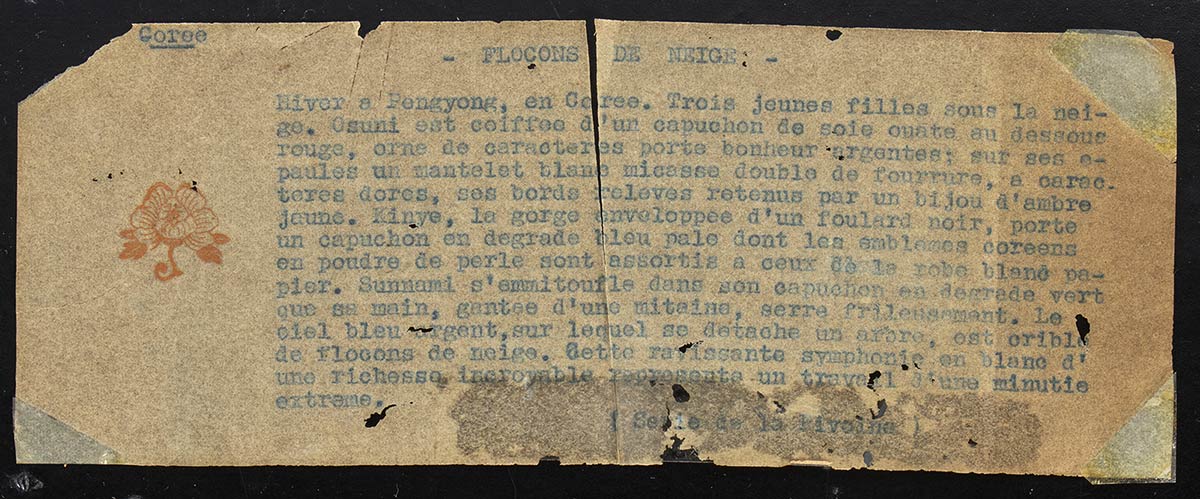 Coree
- FLOCONS DE NEIGE -
Hiver a Pengyong, en Coree. Trois jeunes filles sous la nei-
ge. Osuni est coiffee d'un capuchon de soie ouate au dessous
rouge, orne de caracteres porte bonheur argentes; sur ses e-
paules un mantelet blanc micasse double de fourrure, a carac.
teres dores, ses bords releves retenus par un bijou d'ambre
jaune. Kinye, la gorge enveloppee d'un foulard noir, porte
un capuchon en degrade bleu pale dont les emblemes coreens
en poudre de perle sont assortis a ceux de la robe blanc pa-
pier. Sunmami s'emmitoufle dans son capuchon en degrade vert
que sa main, gantee d'une mitaine, serre frileusement. Le
ciel bleu argent, sur lequel se detache un arbre, est crible
de flocons de neige. Cette ravissante symphonie en blanc d'
une richesse incroyable represente un travail d'une minutie
extreme.
( Serie de la Pivoine )